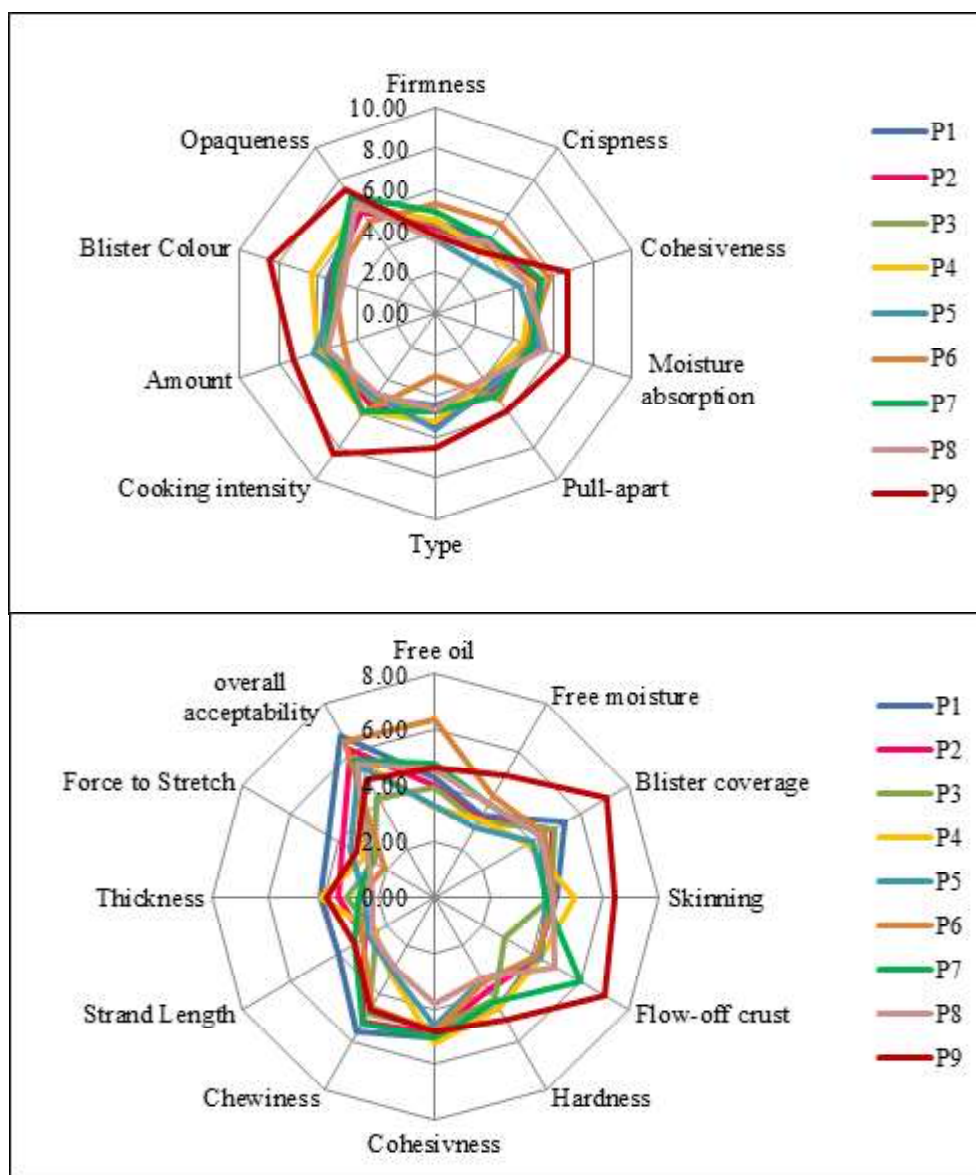 Firmness
10.00
Opaqueness
Crispness
8.00
6.00
Blister Colour
4.00
Cohesiveness
2.00
0.00
Amount
Moisture
absorption
Cooking intensity
Pull-apart
Type
P1
P2
P3
P4
P5
P6
P7
P8
P9
Free oil
8.00
overall
acceptability
Free moisture
6.00
Force to Stretch
4.00
Blister coverage
2.00
Thickness
0.00
Skinning
Strand Length
Flow-off crust
Chewiness
Hardness
Cohesivness
P1
P2
P3
P4
P5
P6
P7
P8
P9